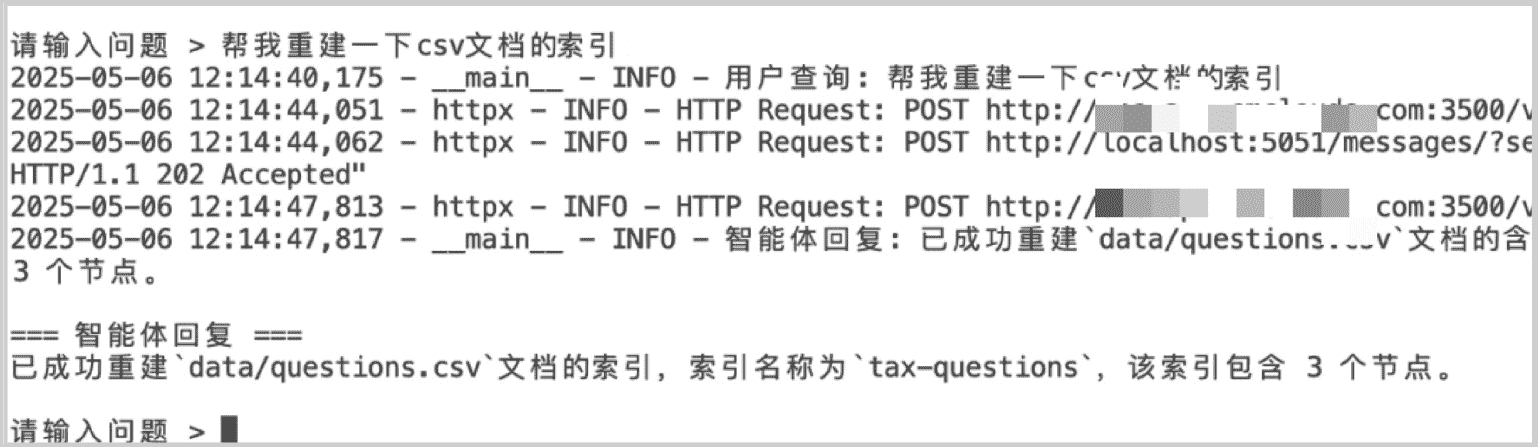 请输入问题 > 帮我重建一下csv文档的索引
2025-05-06 12:14:40,175 - __main__ - INFO - 用户查询: 帮我重建一下csv文档的索引
2025-05-06 12:14:44,051 - httpx - INFO - HTTP Request: POST http:// com:3500/v
2025-05-06 12:14:44,062 - httpx - INFO - HTTP Request: POST http://localhost:5051/messages/?se
HTTP/1.1 202 Accepted"
2025-05-06 12:14:47,813 - httpx - INFO - HTTP Request: POST http:// com:3500/v
2025-05-06 12:14:47,817 - __main__ - INFO - 智能体回复: 已成功重建`data/questions.csv`文档的含
3 个节点。
=== 智能体回复 ===
已成功重建`data/questions.csv`文档的索引，索引名称为`tax-questions`，该索引包含 3 个节点。
请输入问题 >